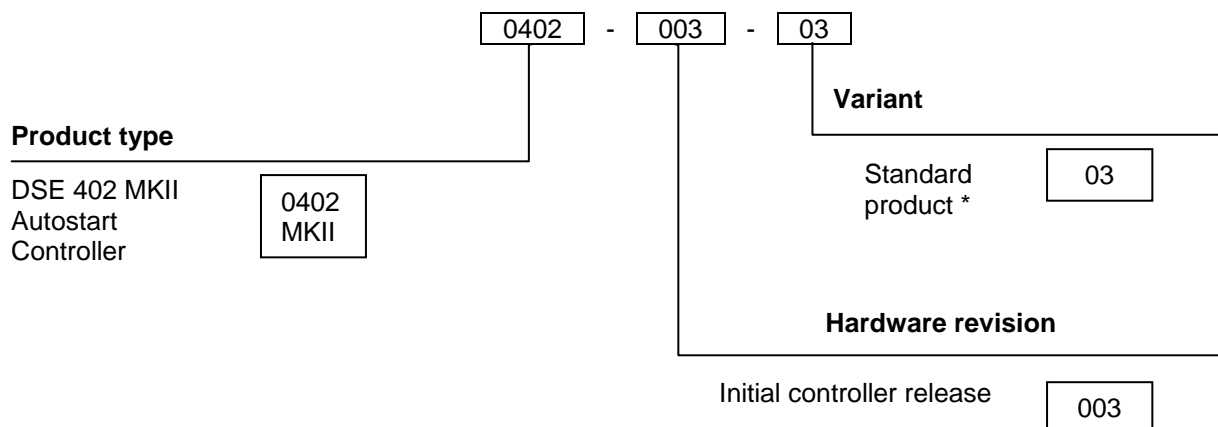 0402 - 003 - 03
Variant
Product type
Standard
product *
03
DSE 402 MKII
Autostart
Controller
0402
MKII
Hardware revision
Initial controller release
003